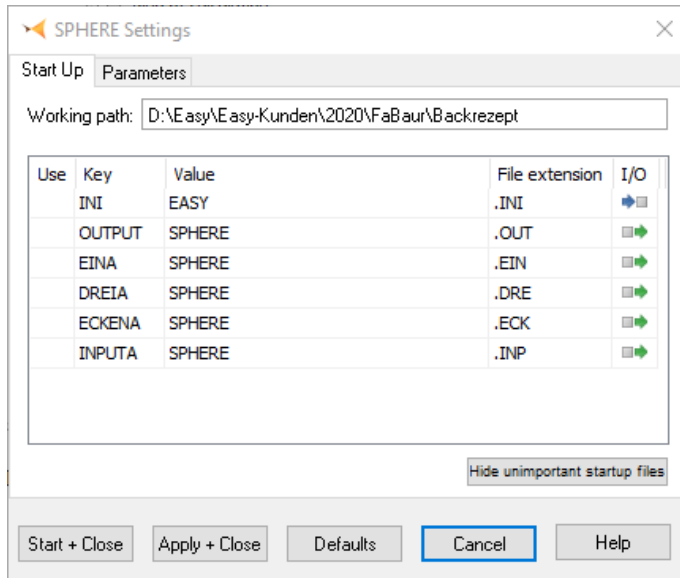 SPHERE Settings
Start Up Parameters
Working path: D:\Easy\Easy-Kunden\2020\FaBaur\Backrezept
Use Key Value File extension I/O
INI EASY .INI
OUTPUT SPHERE .OUT
EINA SPHERE .EIN
DREIA SPHERE .DRE
ECKENA SPHERE .ECK
INPUTA SPHERE .INP
Hide unimportant startup files
Start + Close Apply + Close Defaults Cancel Help